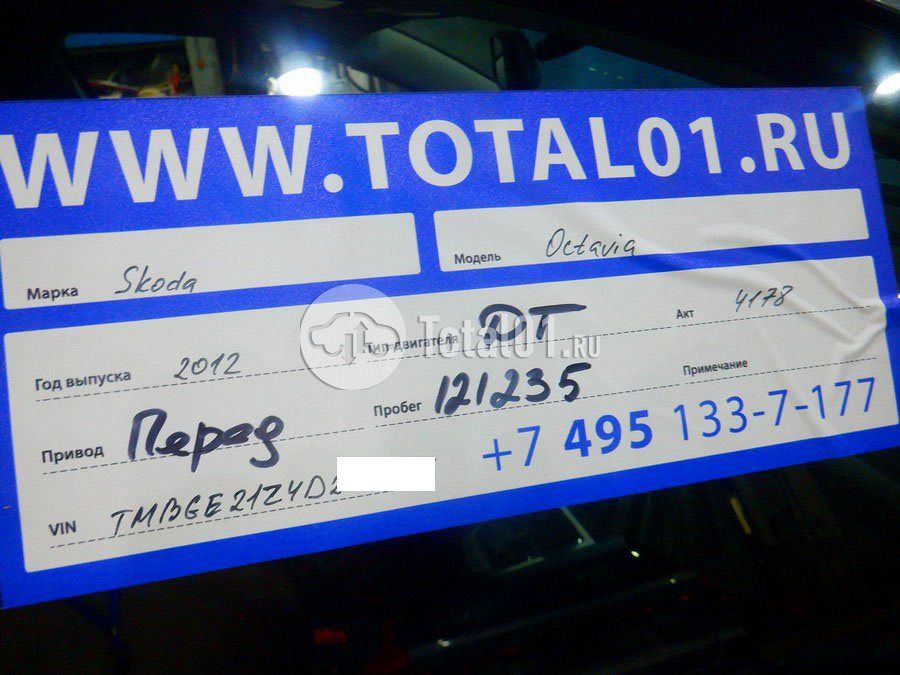 WWW.TOTAL01.RU
Марка Skoda Модель Octavia
Год выпуска 2012 Тип двигателя ДТ Акт 4178
Total01.RU
Привод Перед Пробег 121235 Примечание
+7 495 133-7-177
VIN TMBGE21Z4D2